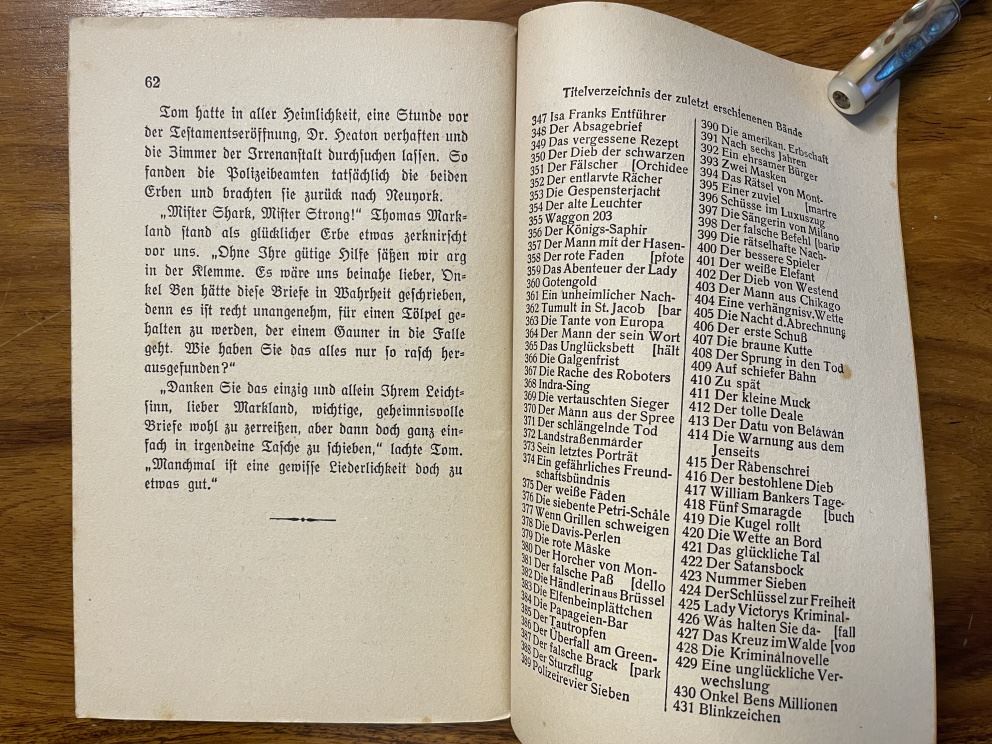 62
Tom hatte in aller Heimlichkeit, eine Stunde vor
der Testamentseröffnung, Dr. Heaton verhaften und
die Zimmer der Irrenanstalt durchsuchen lassen. So
fanden die Polizeibeamten tatsächlich die beiden
Erben und brachten sie zurück nach Neuyork.
„Mister Shark, Mister Strong!“ Thomas Mark-
land stand als glücklicher Erbe etwas zerknirscht
vor uns. „Ohne Ihre gütige Hilfe säßen wir arg
in der Klemme. Es wäre uns beinahe lieber, On-
kel Ben hätte diese Briefe in Wahrheit geschrieben,
denn es ist recht unangenehm, für einen Tölpel ge-
halten zu werden, der einem Gauner in die Falle
geht. Wie haben Sie das alles nur so rasch her-
ausgefunden?“
„Danken Sie das einzig und allein Ihrem Leicht-
sinn, lieber Markland, wichtige, geheimnisvolle
Briefe wohl zu zerreißen, aber dann doch ganz ein-
fach in irgendeine Tasche zu schieben,“ lachte Tom.
„Manchmal ist eine gewisse Liederlichkeit doch zu
etwas gut.“
Titelverzeichnis der zuletzt erschienenen Bände
347 Isa Franks Entführer
348 Der Absagebrief
349 Das vergessene Rezept
350 Der Dieb der schwarzen
351 Der Fälscher [Orchidee
352 Der entlarvte Rächer
353 Die Gespensterjacht
354 Der alte Leuchter
355 Waggon 203
356 Der Königs-Saphir
357 Der Mann mit der Hasen-
358 Der rote Faden [pfote
359 Das Abenteuer der Lady
360 Gotengold
361 Ein unheimlicher Nach-
362 Tumult in St. Jacob [bar
363 Die Tante von Europa
364 Der Mann der sein Wort
365 Das Unglücksbett [hält
366 Die Galgenfrist
367 Die Rache des Roboters
368 Indra-Sing
369 Die vertauschten Sieger
370 Der Mann aus der Spree
371 Der schlängelnde Tod
372 Landstraßenmarder
373 Sein letztes Porträt
374 Ein gefährliches Freund-
schaftsbündnis
375 Der weiße Faden
376 Die siebente Petri-Schale
377 Wenn Grillen schweigen
378 Die Davis-Perlen
379 Die rote Maske
380 Der Horcher von Mon-
381 Der falsche Paß [dello
382 Die Händlerin aus Brüssel
383 Die Elfenbeinplättchen
384 Die Papageien-Bar
385 Der Tautropfen
386 Der Überfall am Green-
387 Der falsche Brack [park
388 Der Sturzflug
389 Polizeirevier Sieben
390 Die amerikan. Erbschaft
391 Nach sechs Jahren
392 Ein ehrsamer Bürger
393 Zwei Masken
394 Das Rätsel von Mont-
395 Einer zuviel [martre
396 Schüsse im Luxuszug
397 Die Sängerin von Milano
398 Der falsche Befehl [barin
399 Die rätselhafte Nach-
400 Der bessere Spieler
401 Der weiße Elefant
402 Der Dieb von Westend
403 Der Mann aus Chikago
404 Eine verhängnisv. Wette
405 Die Nacht d. Abrechnung
406 Der erste Schuß
407 Die braune Kutte
408 Der Sprung in den Tod
409 Auf schiefer Bahn
410 Zu spät
411 Der kleine Muck
412 Der tolle Deale
413 Der Datu von Belawan
414 Die Warnung aus dem
Jenseits
415 Der Rabenschrei
416 Der bestohlene Dieb
417 William Bankers Tage-
418 Fünf Smaragde [buch
419 Die Kugel rollt
420 Die Wette an Bord
421 Das glückliche Tal
422 Der Satansbock
423 Nummer Sieben
424 Der Schlüssel zur Freiheit
425 Lady Victorys Kriminal-
426 Was halten Sie da- [fall
427 Das Kreuz im Walde [von
428 Die Kriminalnovelle
429 Eine unglückliche Ver-
wechslung
430 Onkel Bens Millionen
431 Blinkzeichen